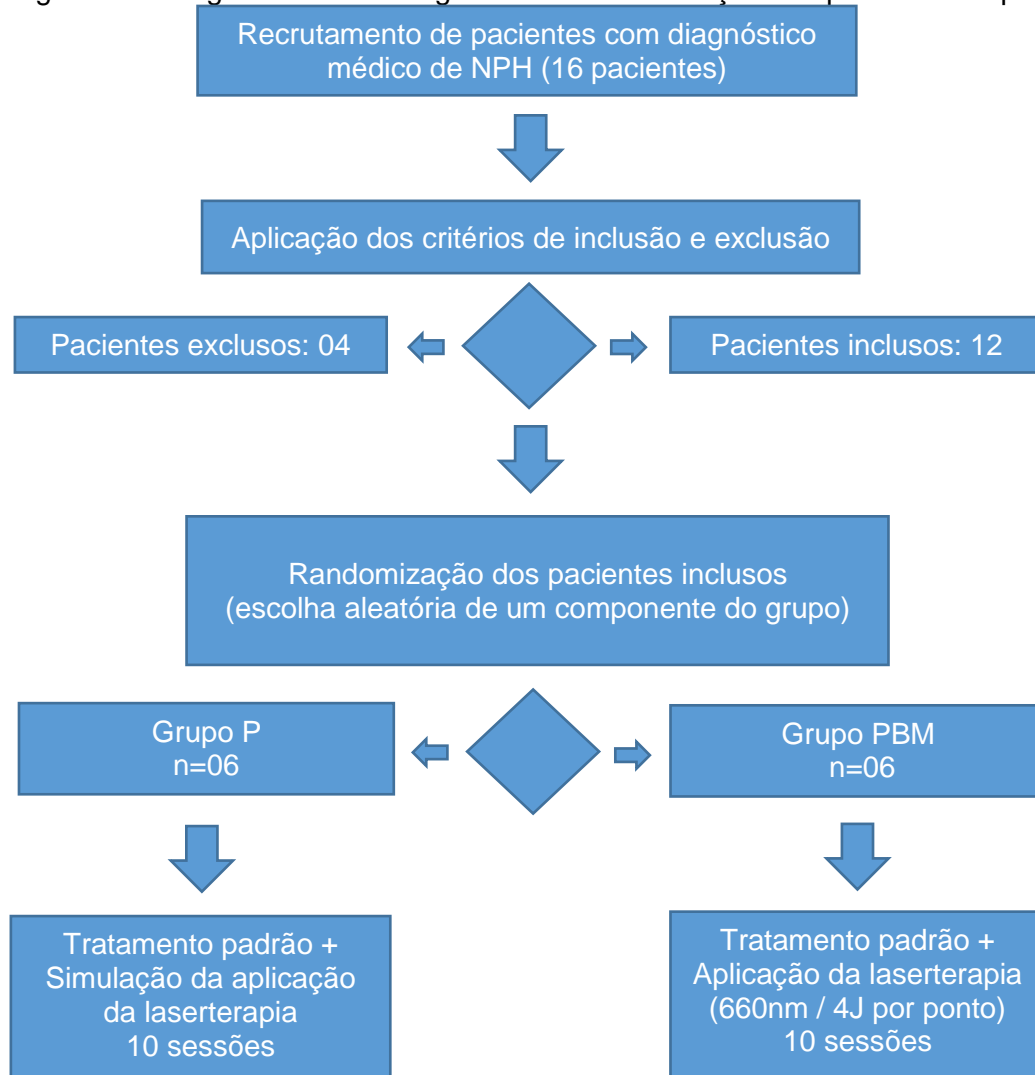 Recrutamento de pacientes com diagnóstico
médico de NPH (16 pacientes)
Aplicação dos critérios de inclusão e exclusão
Pacientes exclusos: 04
Pacientes inclusos: 12
Randomização dos pacientes inclusos
(escolha aleatória de um componente do grupo)
Grupo P
n=06
Grupo PBM
n=06
Tratamento padrão +
Simulação da aplicação
da laserterapia
10 sessões
Tratamento padrão +
Aplicação da laserterapia
(660nm / 4J por ponto)
10 sessões